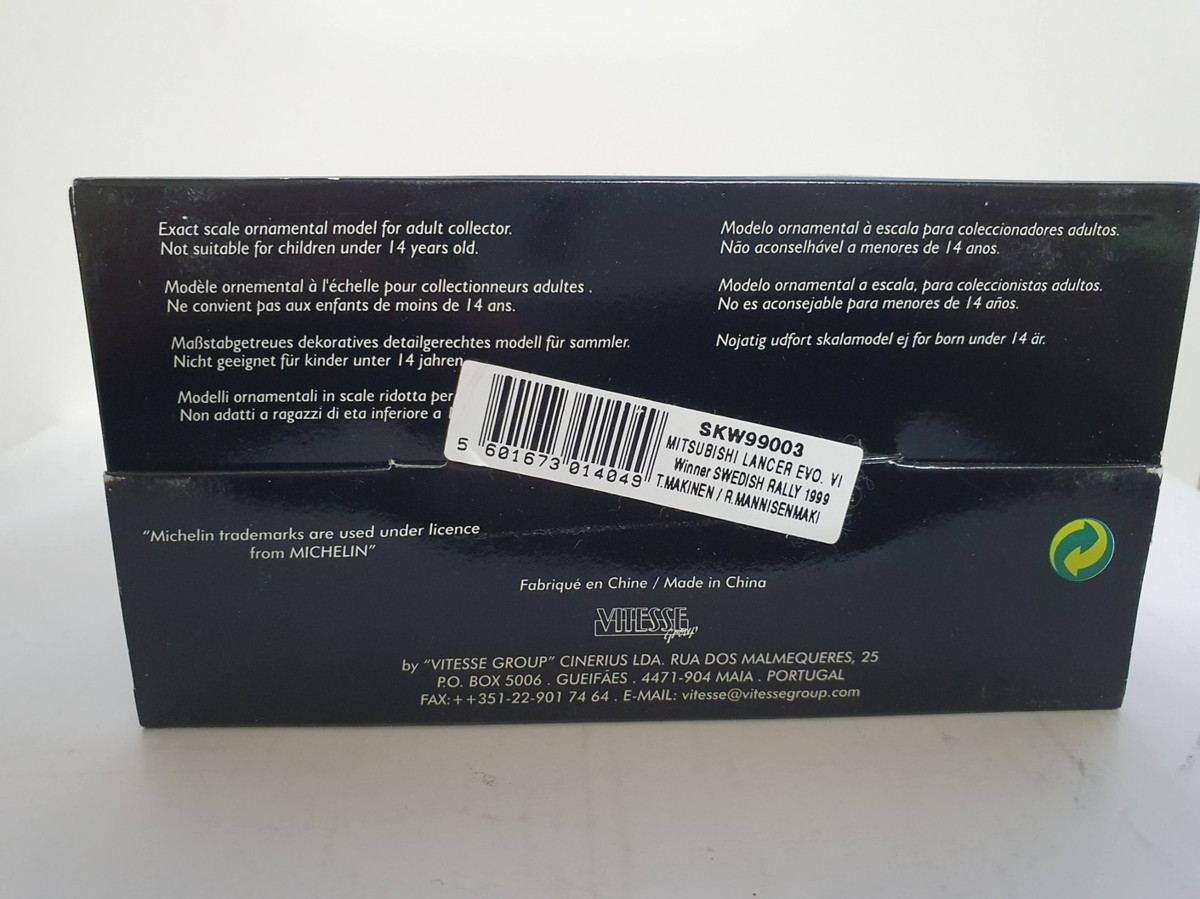 Exact scale ornamental model for adult collector.
Not suitable for children under 14 years old.
Modèle ornemental à l'échelle pour collectionneurs adultes .
Ne convient pas aux enfants de moins de 14 ans.
Maßstabgetreues dekoratives detailgerechtes modell für sammler.
Nicht geeignet für kinder unter 14 jahren
Modelli ornamentali in scale ridotta per
Non adatti a ragazzi di eta inferiore a
Modelo ornamental à escala para coleccionadores adultos.
Não aconselhável a menores de 14 anos.
Modelo ornamental a escala, para coleccionistas adultos.
No es aconsejable para menores de 14 años.
Nojatig udfort skalamodel ej for born under 14 är.
5 601673 014049
SKW99003
MITSUBISHI LANCER EVO. VI
Winner SWEDISH RALLY 1999
T.MAKINEN / R.MANNISENMAKI
"Michelin trademarks are used under licence
from MICHELIN"
Fabriqué en Chine / Made in China
VITESSE
Group
by "VITESSE GROUP" CINERIUS LDA. RUA DOS MALMEQUERES, 25
P.O. BOX 5006 . GUEIFÁES . 4471-904 MAIA . PORTUGAL
FAX:++351-22-901 74 64 . E-MAIL: vitesse@vitessegroup.com